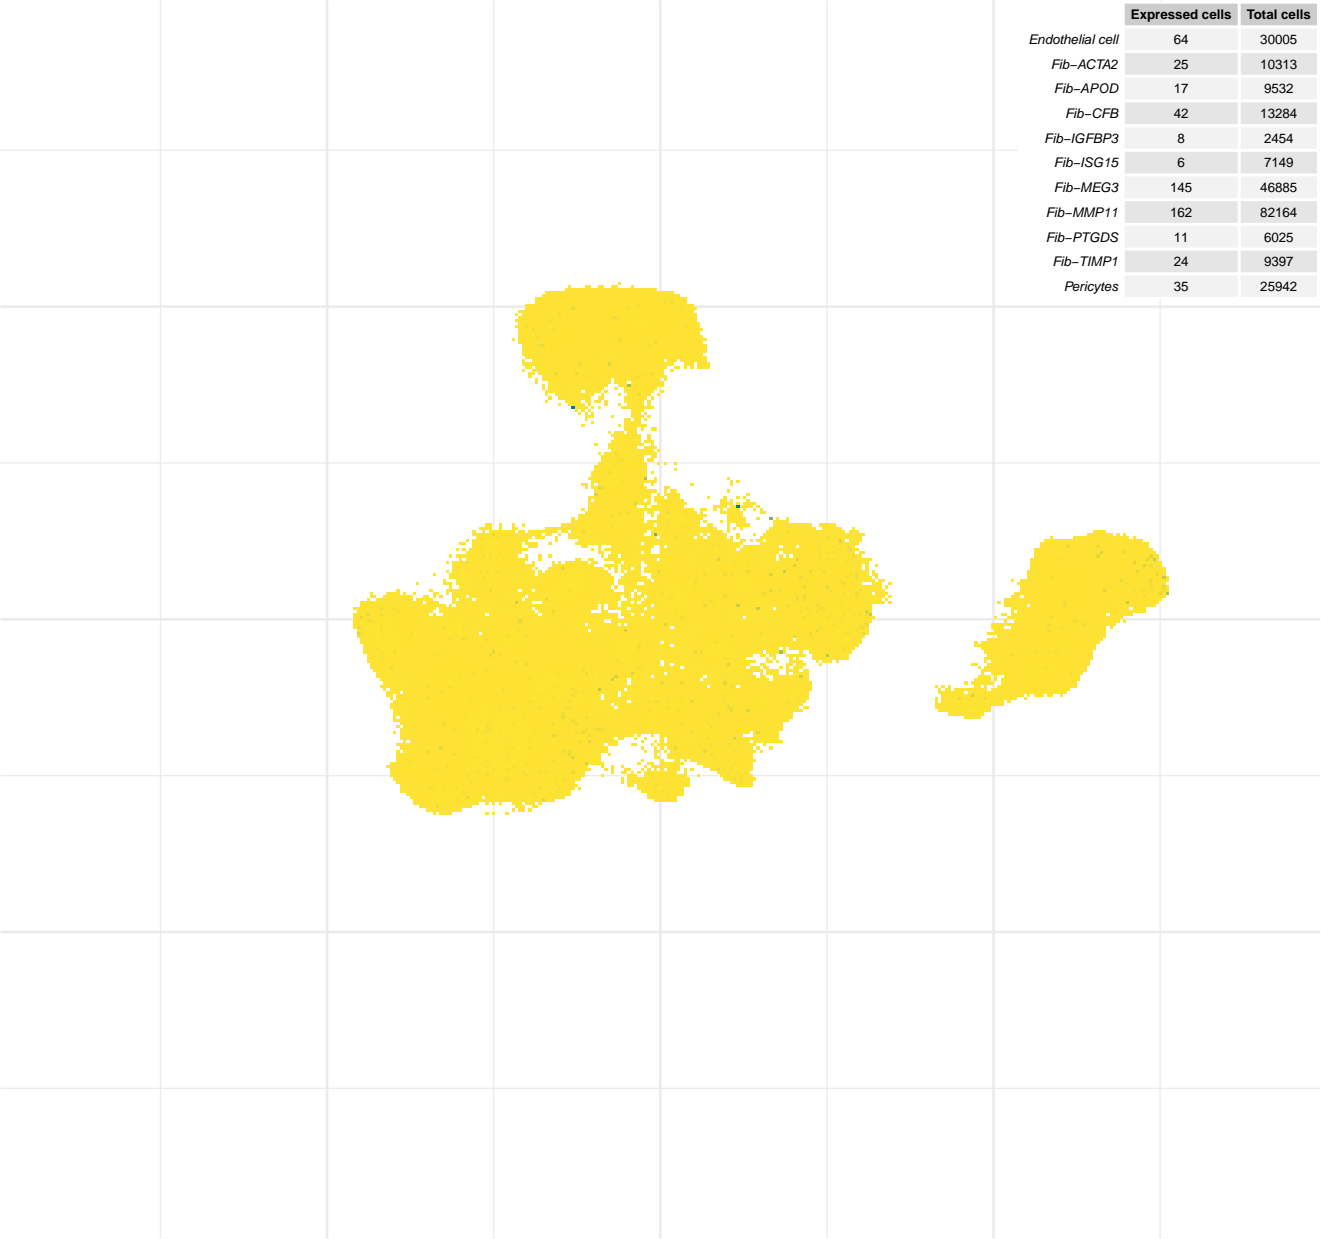 Expressed cells Total cells
Endothelial cell 64 30005
Fib−ACTA2 25 10313
Fib−APOD 17 9532
Fib−CFB 42 13284
Fib−IGFBP3 8 2454
Fib−ISG15 6 7149
Fib−MEG3 145 46885
Fib−MMP11 162 82164
Fib−PTGDS 11 6025
Fib−TIMP1 24 9397
Pericytes 35 25942